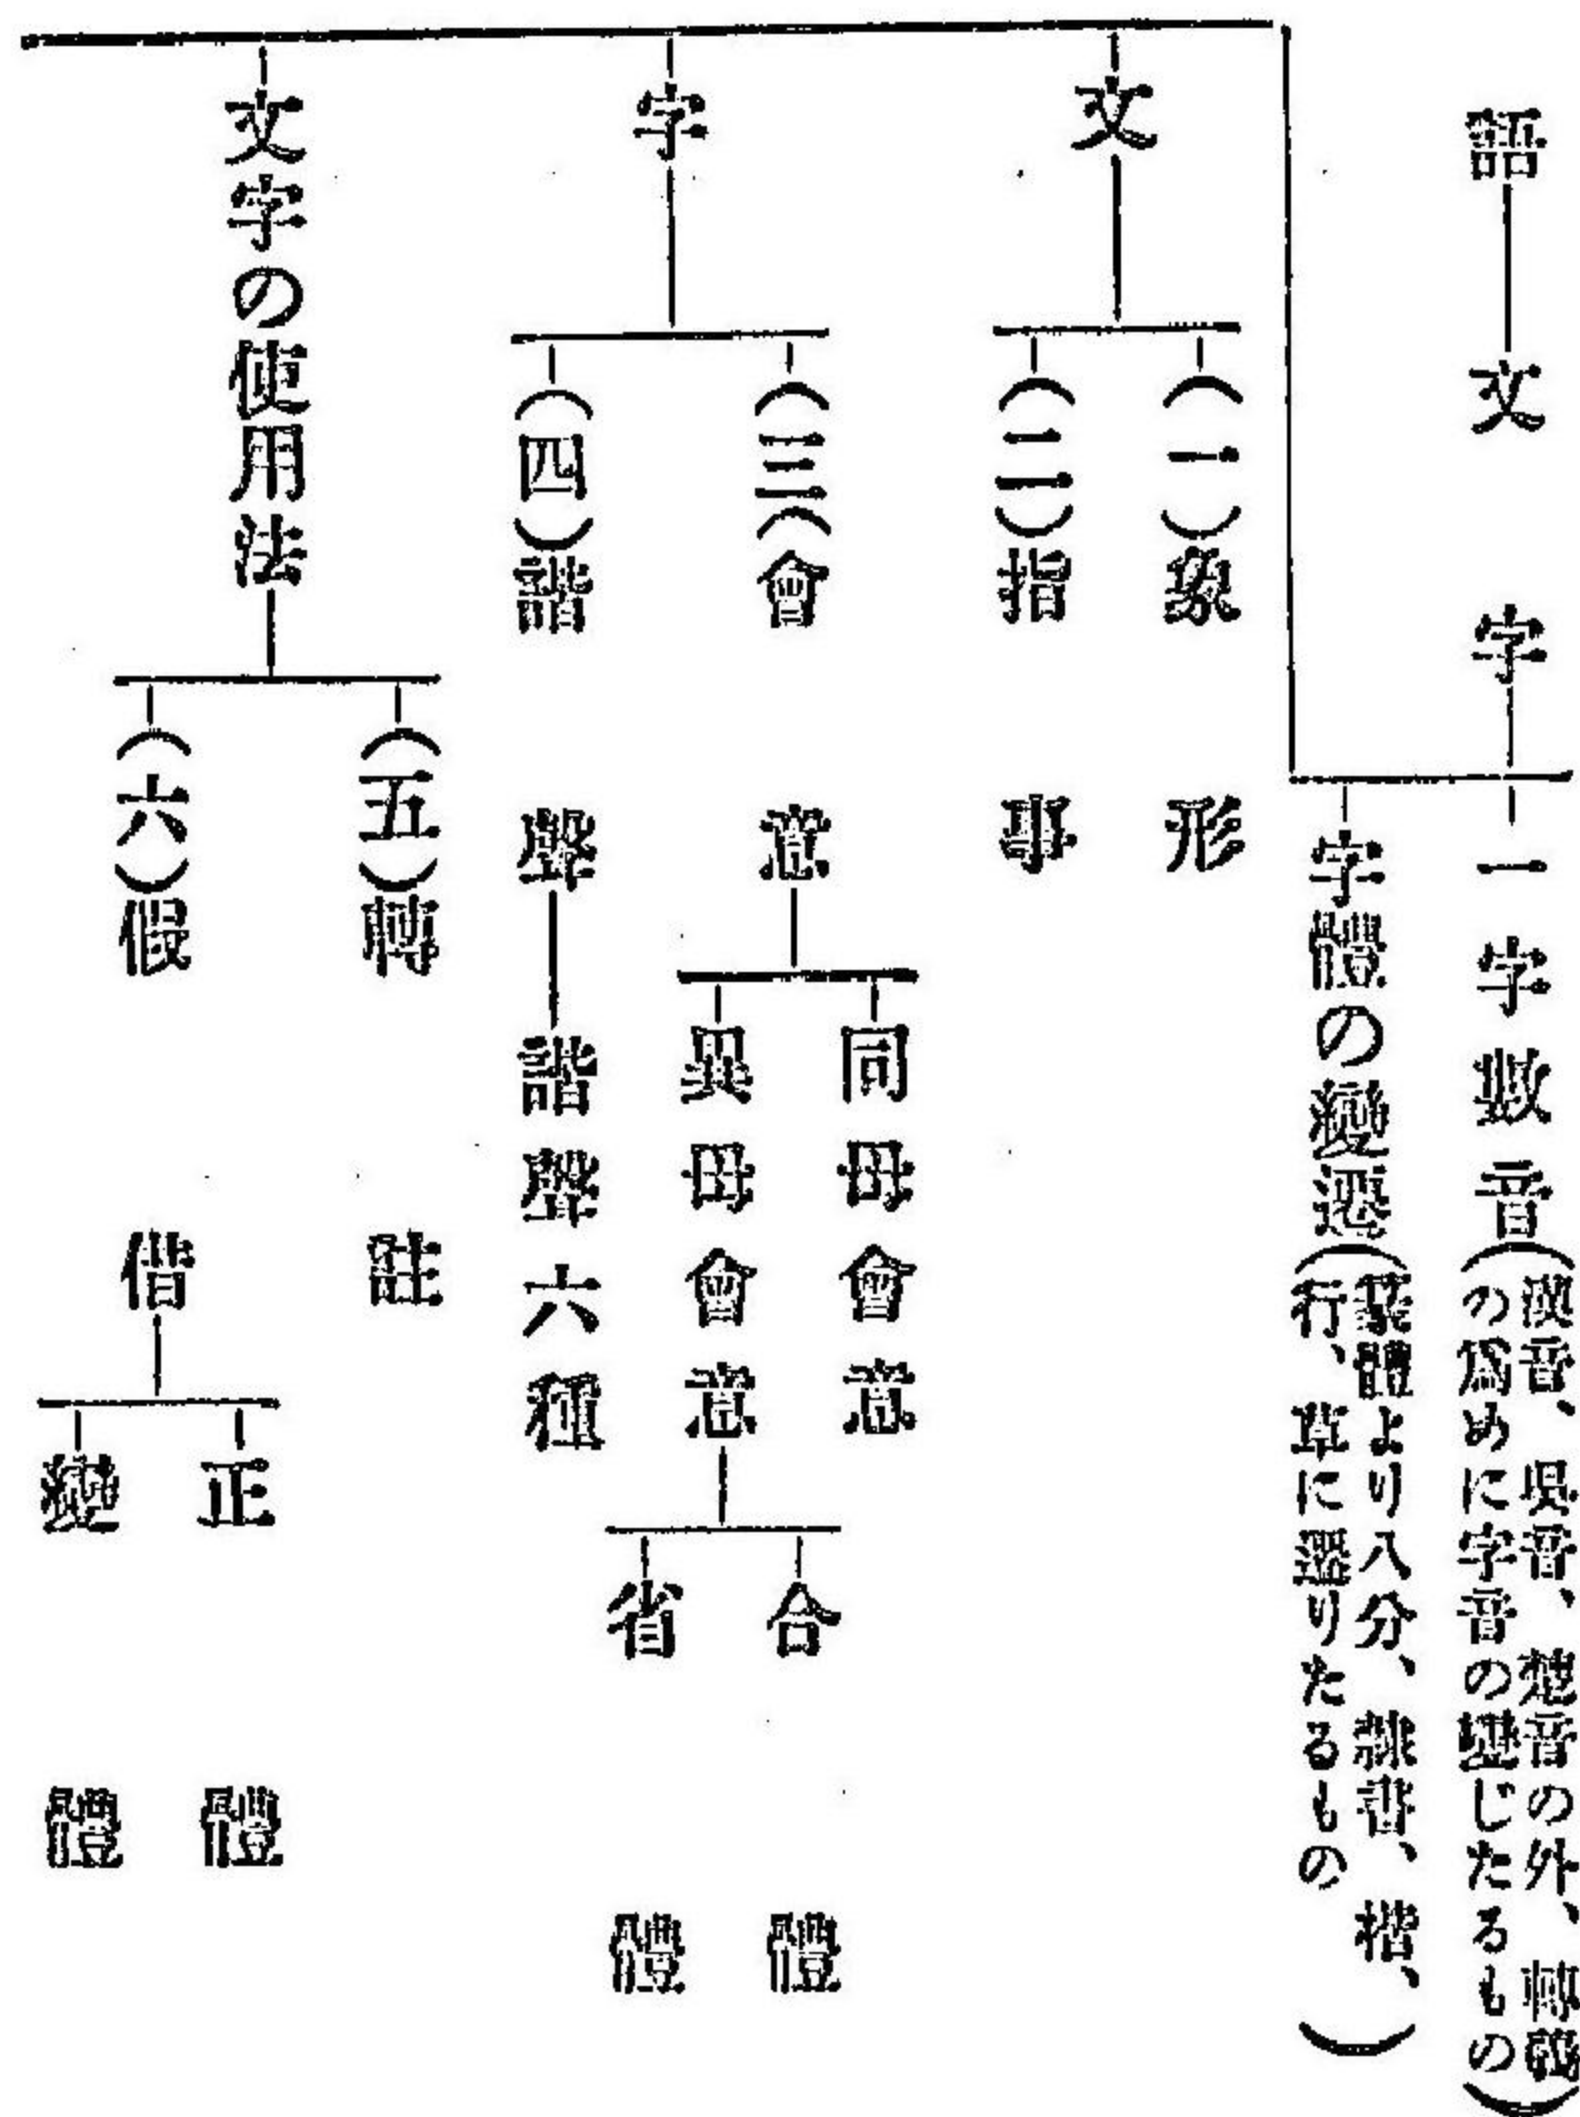 語―文字
一字數音(漢音、吳音、楚音の外、轉義
の爲めに字音の變じたるもの)
字體の變遷(篆體より八分、隷書、楷、
行、草に遷りたるもの)
文
(一)象形
(二)指事
字
(三(會意
同母會意
異母會意
合體
省體
(四)諧聲―諧聲六種
文字の使用法
(五)轉註
(六)假偕
正體
變體